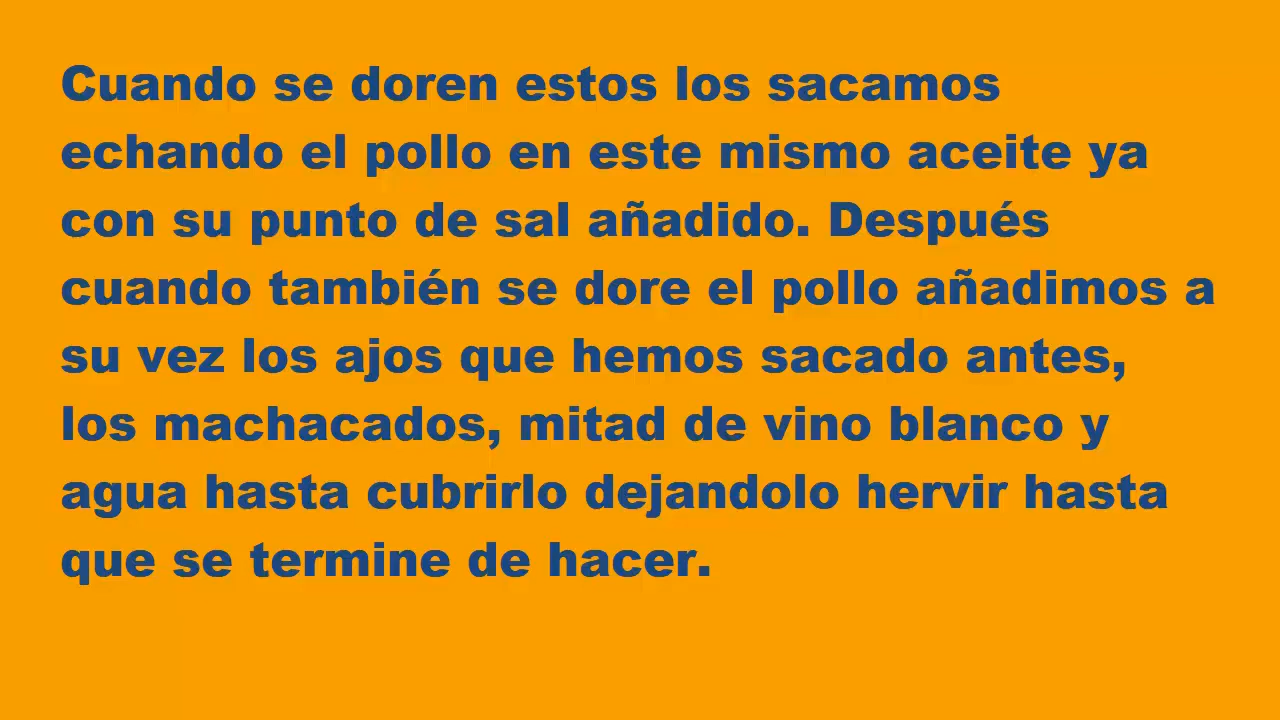 Cuando se doren estos los sacamos
echando el pollo en este mismo aceite ya
con su punto de sal añadido. Después
cuando también se dore el pollo añadimos a
su vez los ajos que hemos sacado antes,
los machacados, mitad de vino blanco y
agua hasta cubrirlo dejandolo hervir hasta
que se termine de hacer.